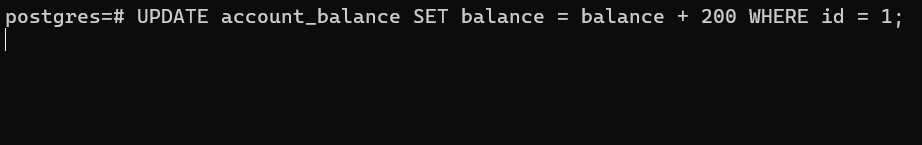 postgres=# UPDATE account_balance SET balance = balance + 200 WHERE id = 1;